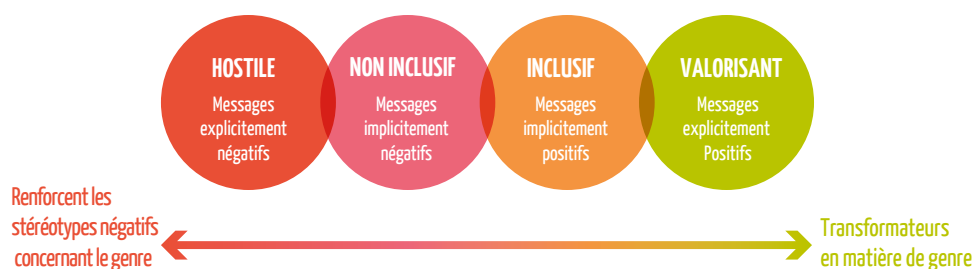 HOSTILE
Messages
explicitement
négatifs
NON INCLUSIF
Messages
implicitement
négatifs
INCLUSIF
Messages
implicitement
positifs
VALORISANT
Messages
explicitement
Positifs
Renforcent les
stéréotypes négatifs
concernant le genre
Transformateurs
en matière de genre